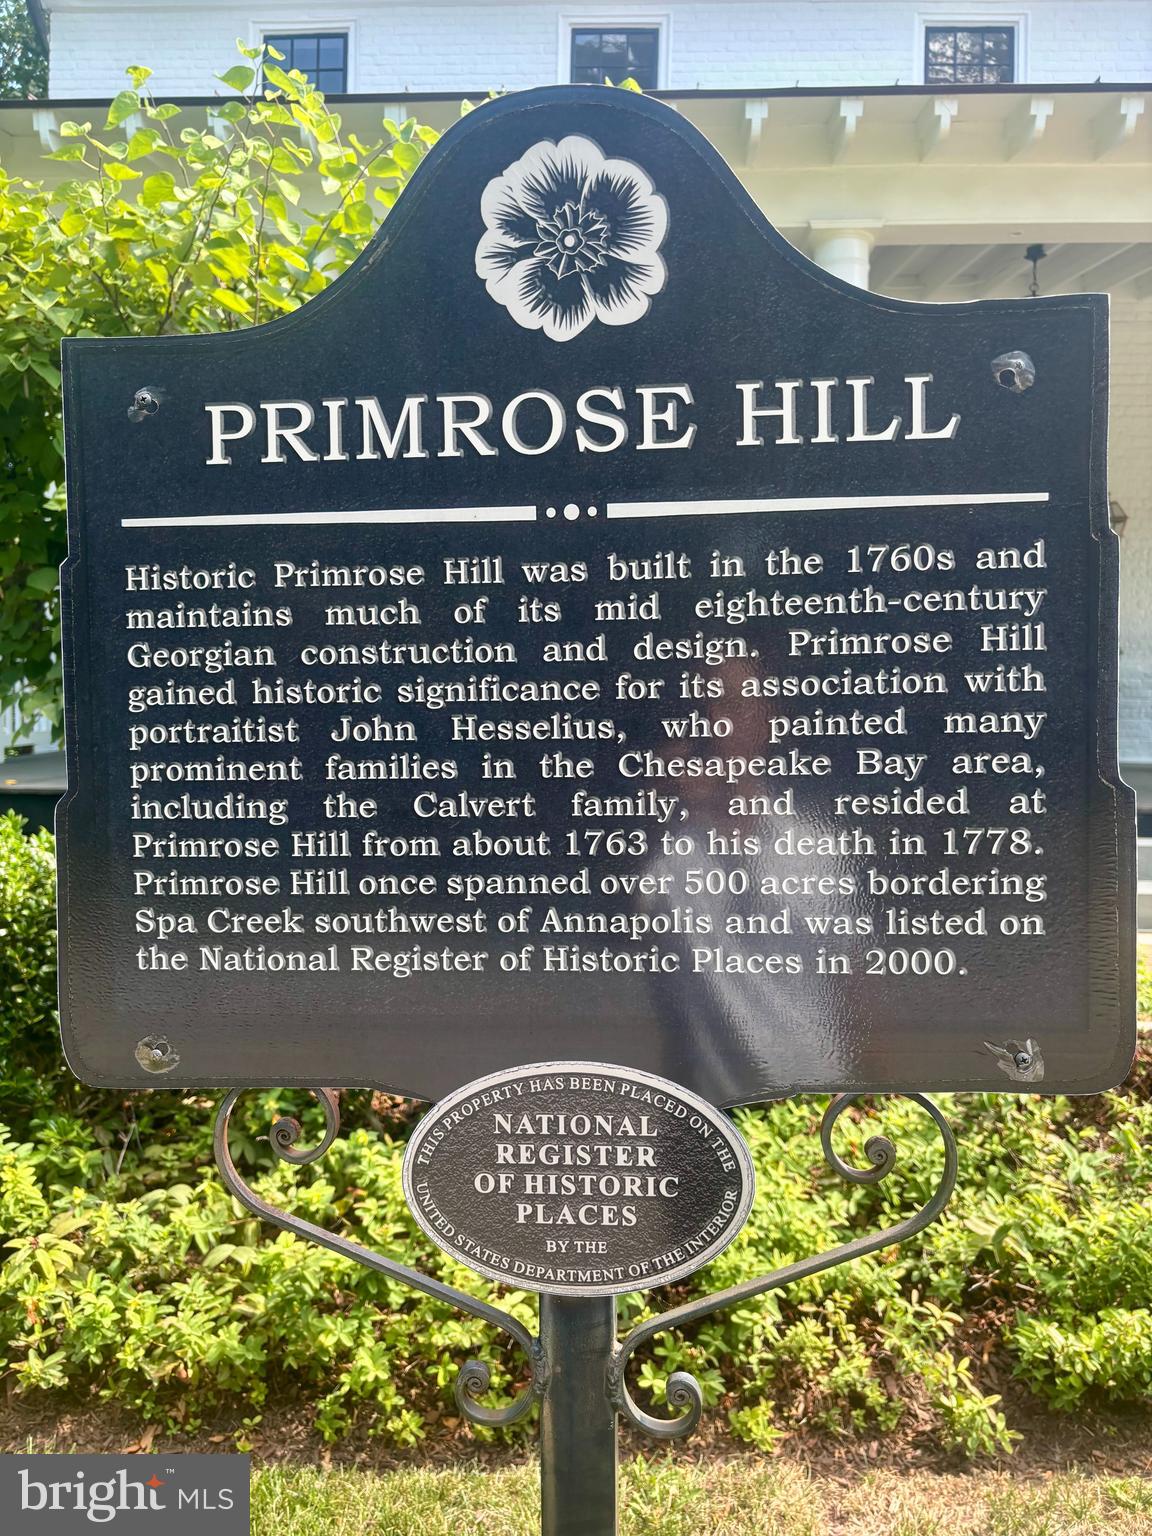 PRIMROSE HILL
Historic Primrose Hill was built in the 1760s and
maintains much of its mid eighteenth-century
Georgian construction and design. Primrose Hill
gained historic significance for its association with
portraitist John Hesselius, who painted many
prominent families in the Chesapeake Bay area,
including the Calvert family, and resided at
Primrose Hill from about 1763 to his death in 1778.
Primrose Hill once spanned over 500 acres bordering
Spa Creek southwest of Annapolis and was listed on
the National Register of Historic Places in 2000.
THIS PROPERTY HAS BEEN PLACED ON THE
NATIONAL
REGISTER
OF HISTORIC
PLACES
BY THE
UNITED STATES DEPARTMENT OF THE INTERIOR
bright™ MLS